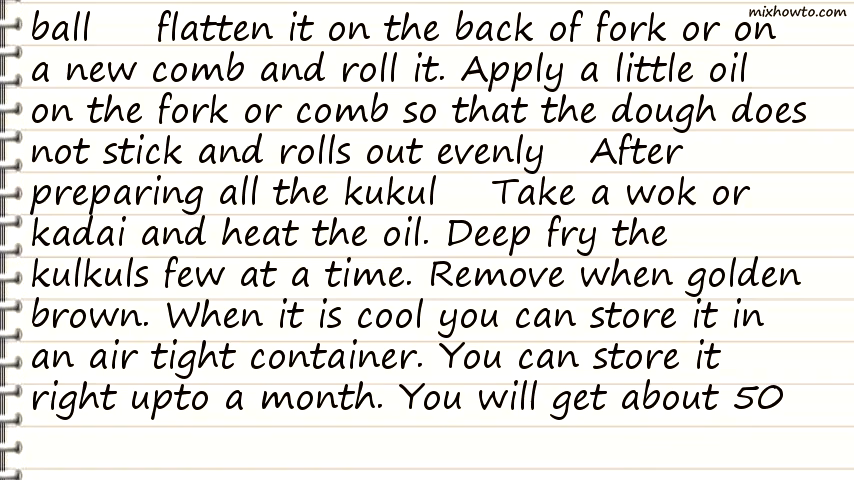 mixhowto.com
ball flatten it on the back of fork or on
a new comb and roll it. Apply a little oil
on the fork or comb so that the dough does
not stick and rolls out evenly After
preparing all the kukul Take a wok or
kadai and heat the oil. Deep fry the
kulkuls few at a time. Remove when golden
brown. When it is cool you can store it in
an air tight container. You can store it
right upto a month. You will get about 50